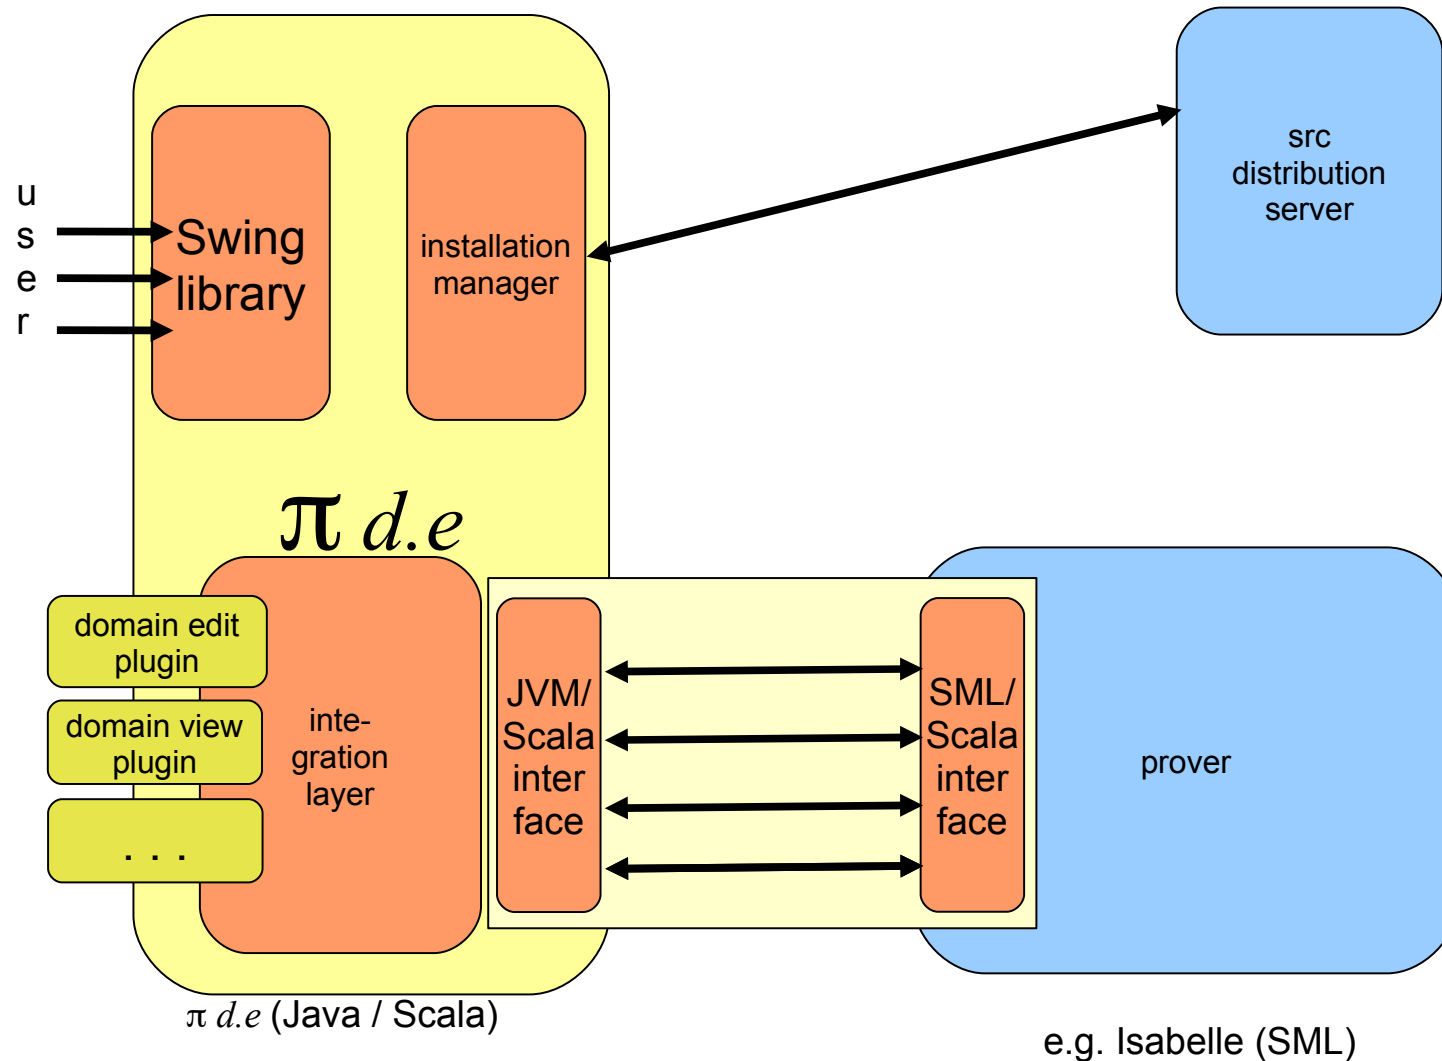 src
distribution
server
u
s
e
r
Swing
library
installation
manager
π d.e
domain edit
plugin
domain view
plugin
. . .
inte-
gration
layer
JVM/
Scala
inter
face
SML/
Scala
inter
face
prover
π d.e (Java / Scala)
e.g. Isabelle (SML)